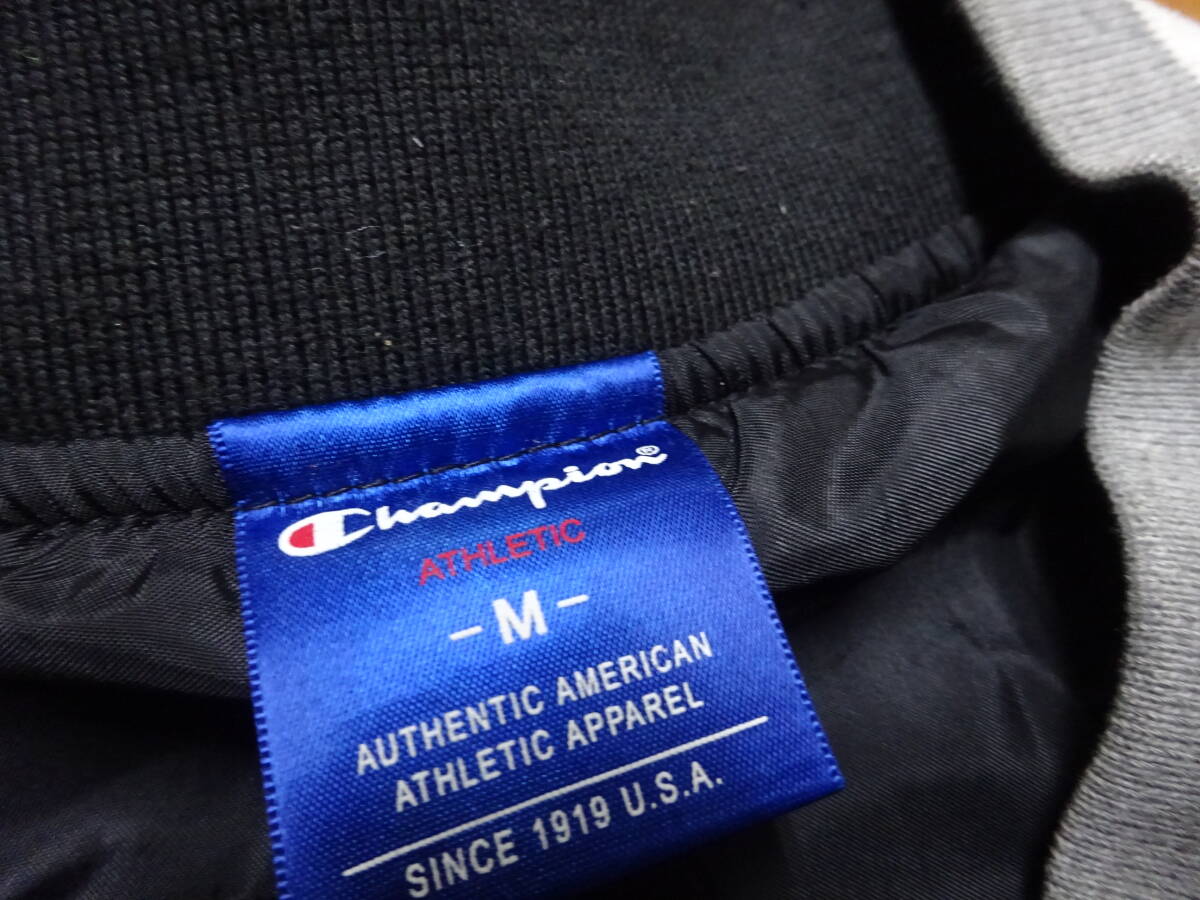 Champion®
ATHLETIC
- M -
AUTHENTIC AMERICAN
ATHLETIC APPAREL
SINCE 1919 U.S.A.